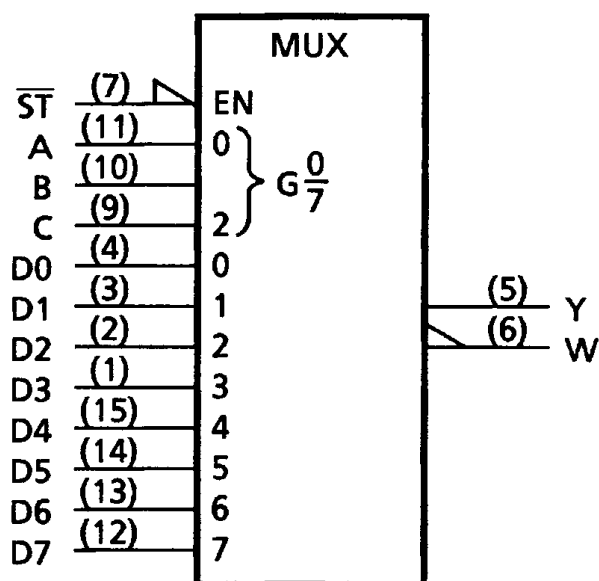 MUX
S̅T̅ (7) EN
A (11) 0
B (10) G 0/7
C (9) 2
D0 (4) 0
D1 (3) 1 (5) Y
D2 (2) 2 (6) W
D3 (1) 3
D4 (15) 4
D5 (14) 5
D6 (13) 6
D7 (12) 7